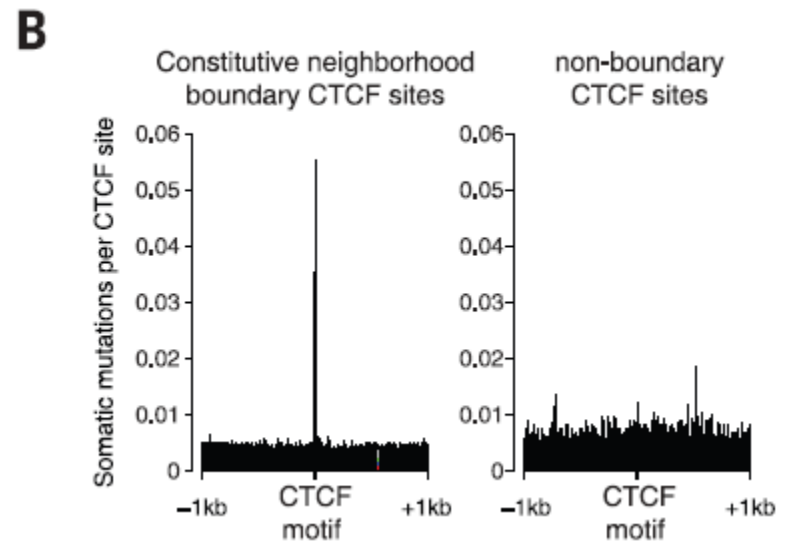 B
Constitutive neighborhood
boundary CTCF sites
non-boundary
CTCF sites
Somatic mutations per CTCF site
0.06
0.05
0.04
0.03
0.02
0.01
0
0.06
0.05
0.04
0.03
0.02
0.01
0
−1kb
CTCF
motif
+1kb
−1kb
CTCF
motif
+1kb